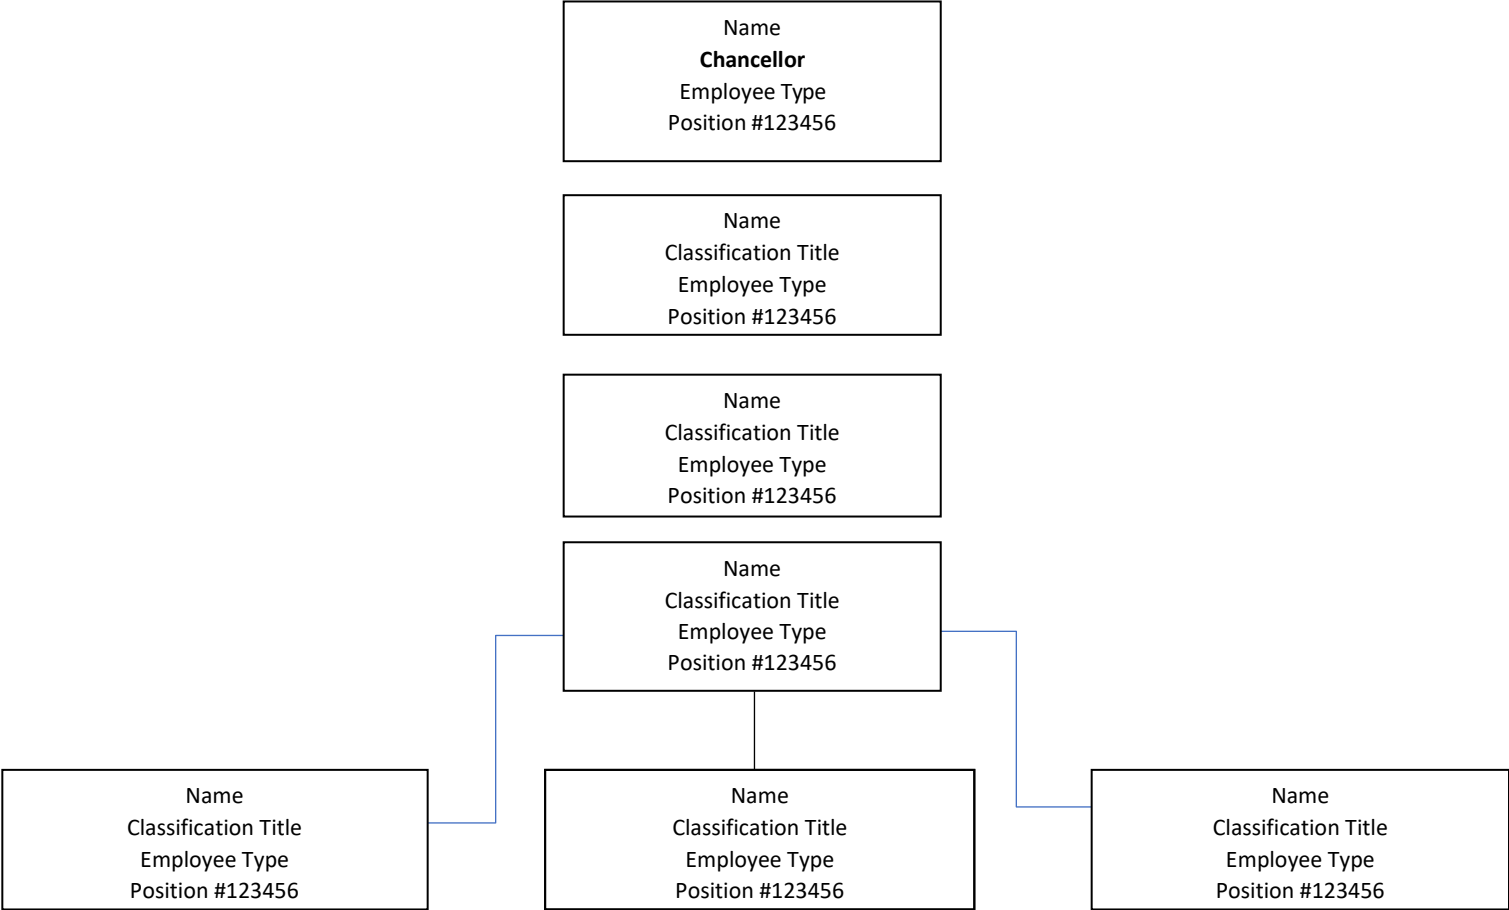 Name
Chancellor
Employee Type
Position #123456
Name
Classification Title
Employee Type
Position #123456
Name
Classification Title
Employee Type
Position #123456
Name
Classification Title
Employee Type
Position #123456
Name
Classification Title
Employee Type
Position #123456
Name
Classification Title
Employee Type
Position #123456
Name
Classification Title
Employee Type
Position #123456